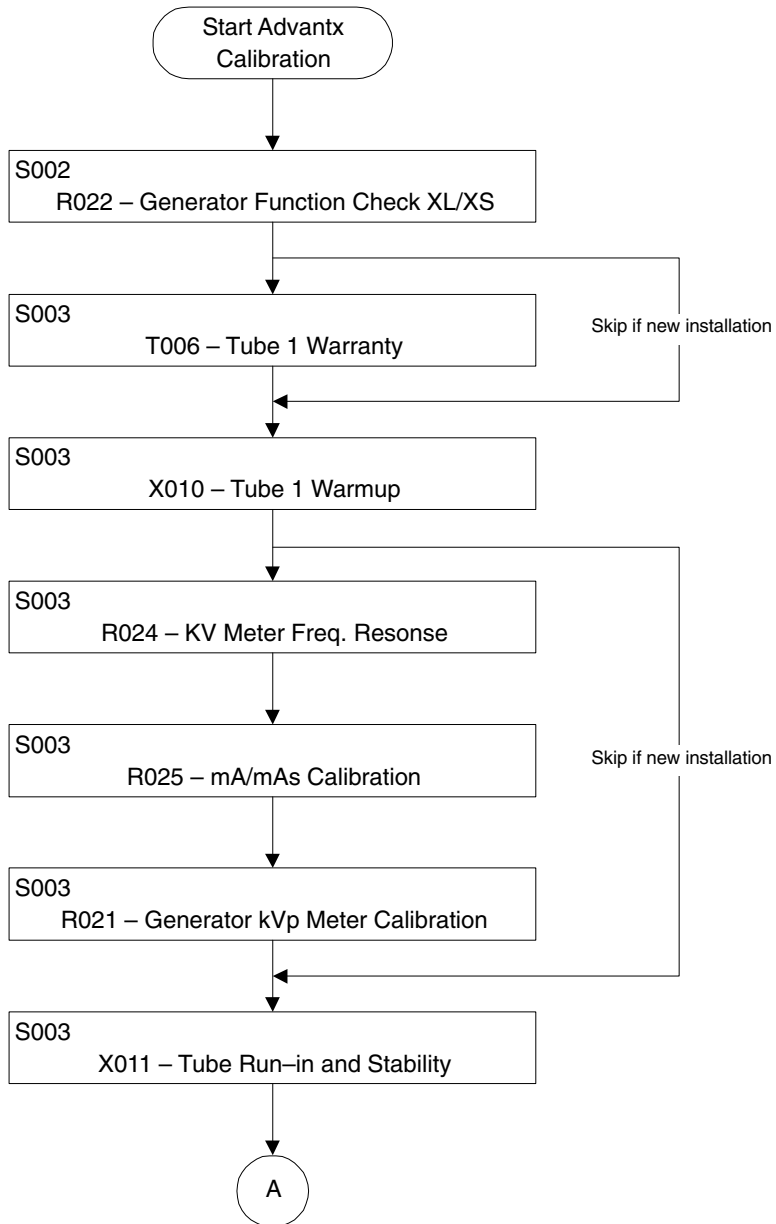 Start Advantx
Calibration
S002
R022 – Generator Function Check XL/XS
S003
T006 – Tube 1 Warranty
Skip if new installation
S003
X010 – Tube 1 Warmup
S003
R024 – KV Meter Freq. Resonse
S003
R025 – mA/mAs Calibration
Skip if new installation
S003
R021 – Generator kVp Meter Calibration
S003
X011 – Tube Run–in and Stability
A